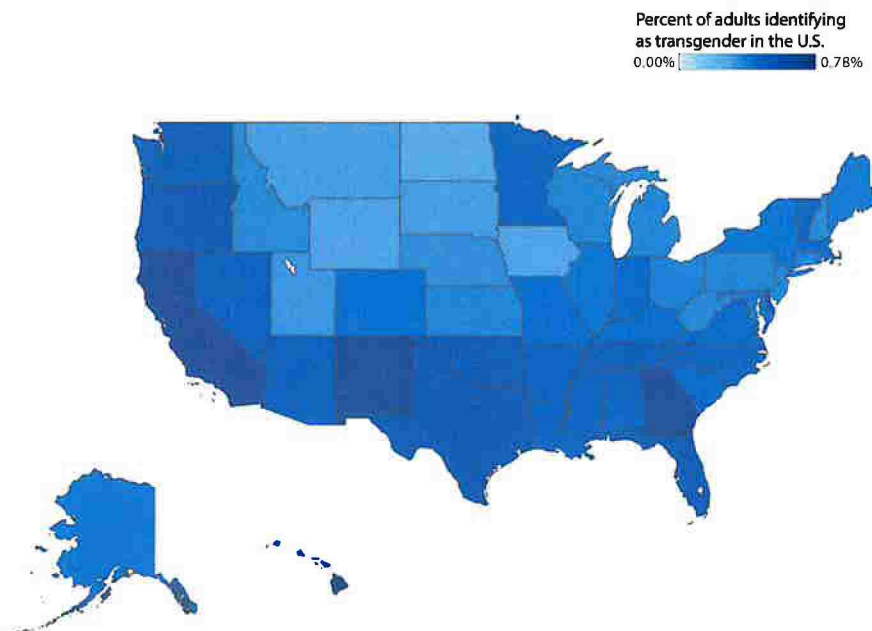 Percent of adults identifying
as transgender in the U.S.
0.00% 0.78%